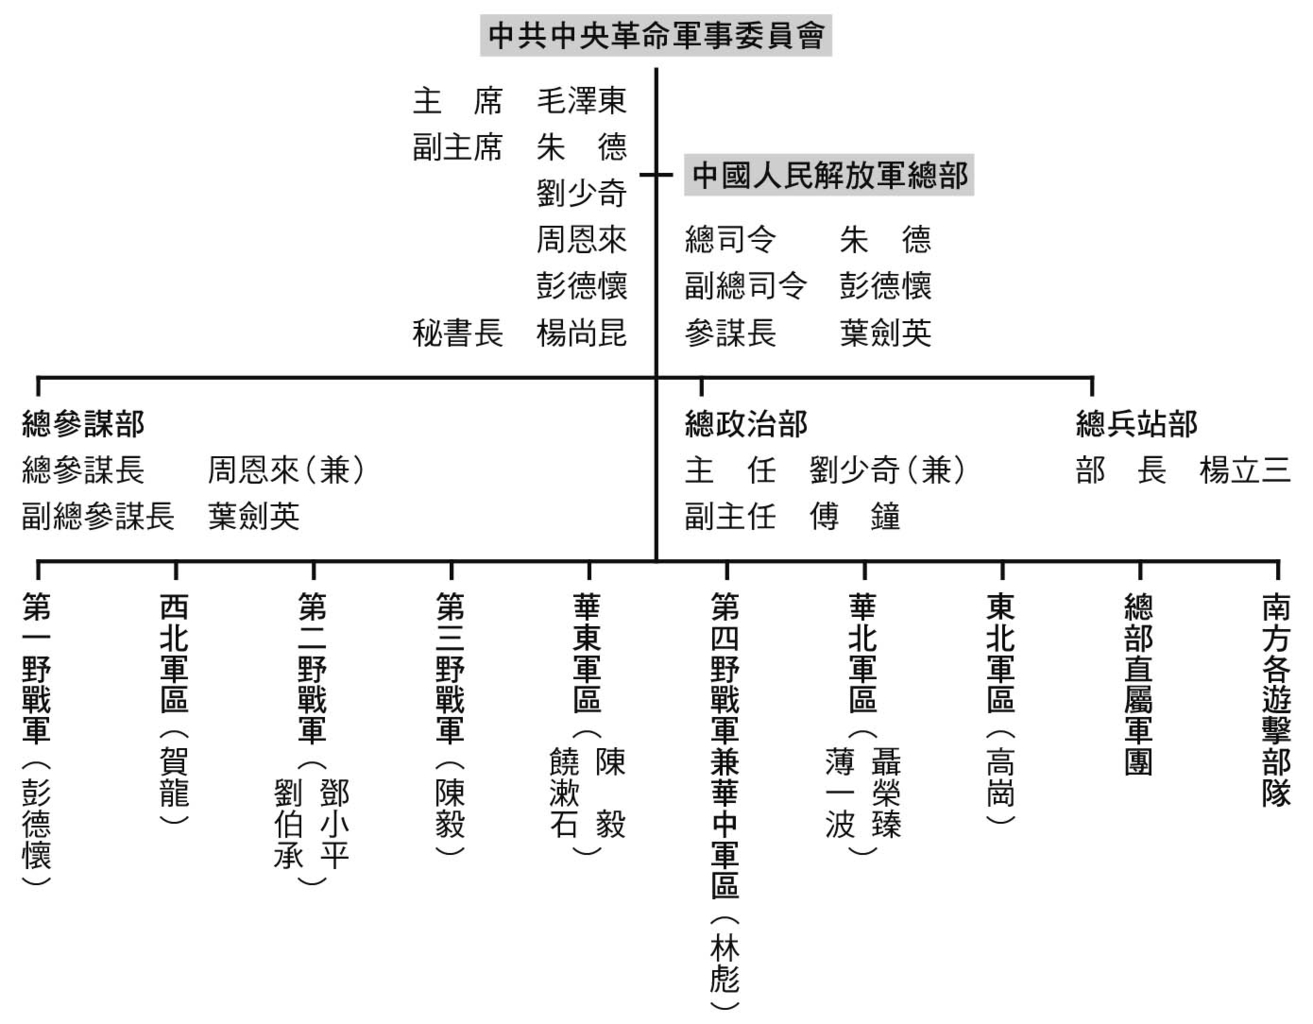 中共中央革命軍事委員會
主　席　毛澤東
副主席　朱　德
劉少奇
周恩來
彭德懷
秘書長　楊尚昆
中國人民解放軍總部
總司令　　朱　德
副總司令　彭德懷
參謀長　　葉劍英
總參謀部
總參謀長　　周恩來（兼）
副總參謀長　葉劍英
總政治部
主　任　劉少奇（兼）
副主任　傅　鐘
總兵站部
部　長　楊立三
第一野戰軍（彭德懷）
西北軍區（賀龍）
第二野戰軍（鄧小平
劉伯承）
第三野戰軍（陳毅）
華東軍區（陳　毅
饒漱石）
第四野戰軍兼華中軍區（林彪）
華北軍區（聶榮臻
薄一波）
東北軍區（高崗）
總部直屬軍團
南方各遊擊部隊